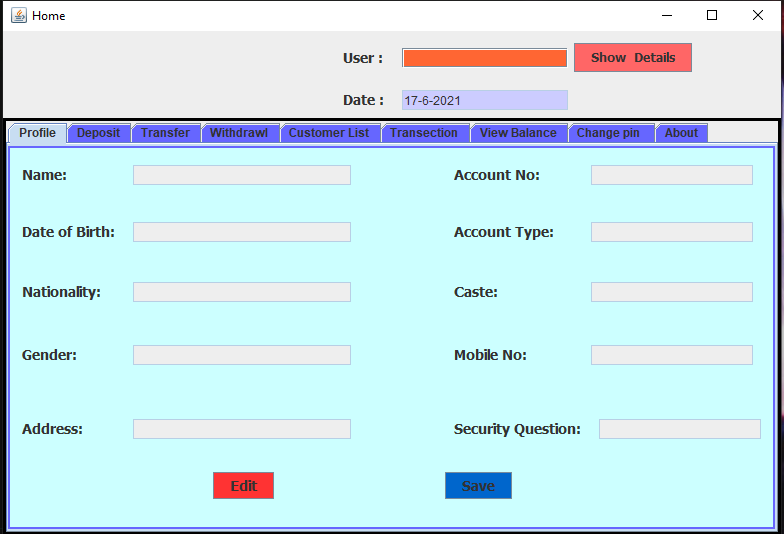 Home
User : Show Details
Date : 17-6-2021
Profile Deposit Transfer Withdrawl Customer List Transection View Balance Change pin About
Name: Account No:
Date of Birth: Account Type:
Nationality: Caste:
Gender: Mobile No:
Address: Security Question:
Edit Save